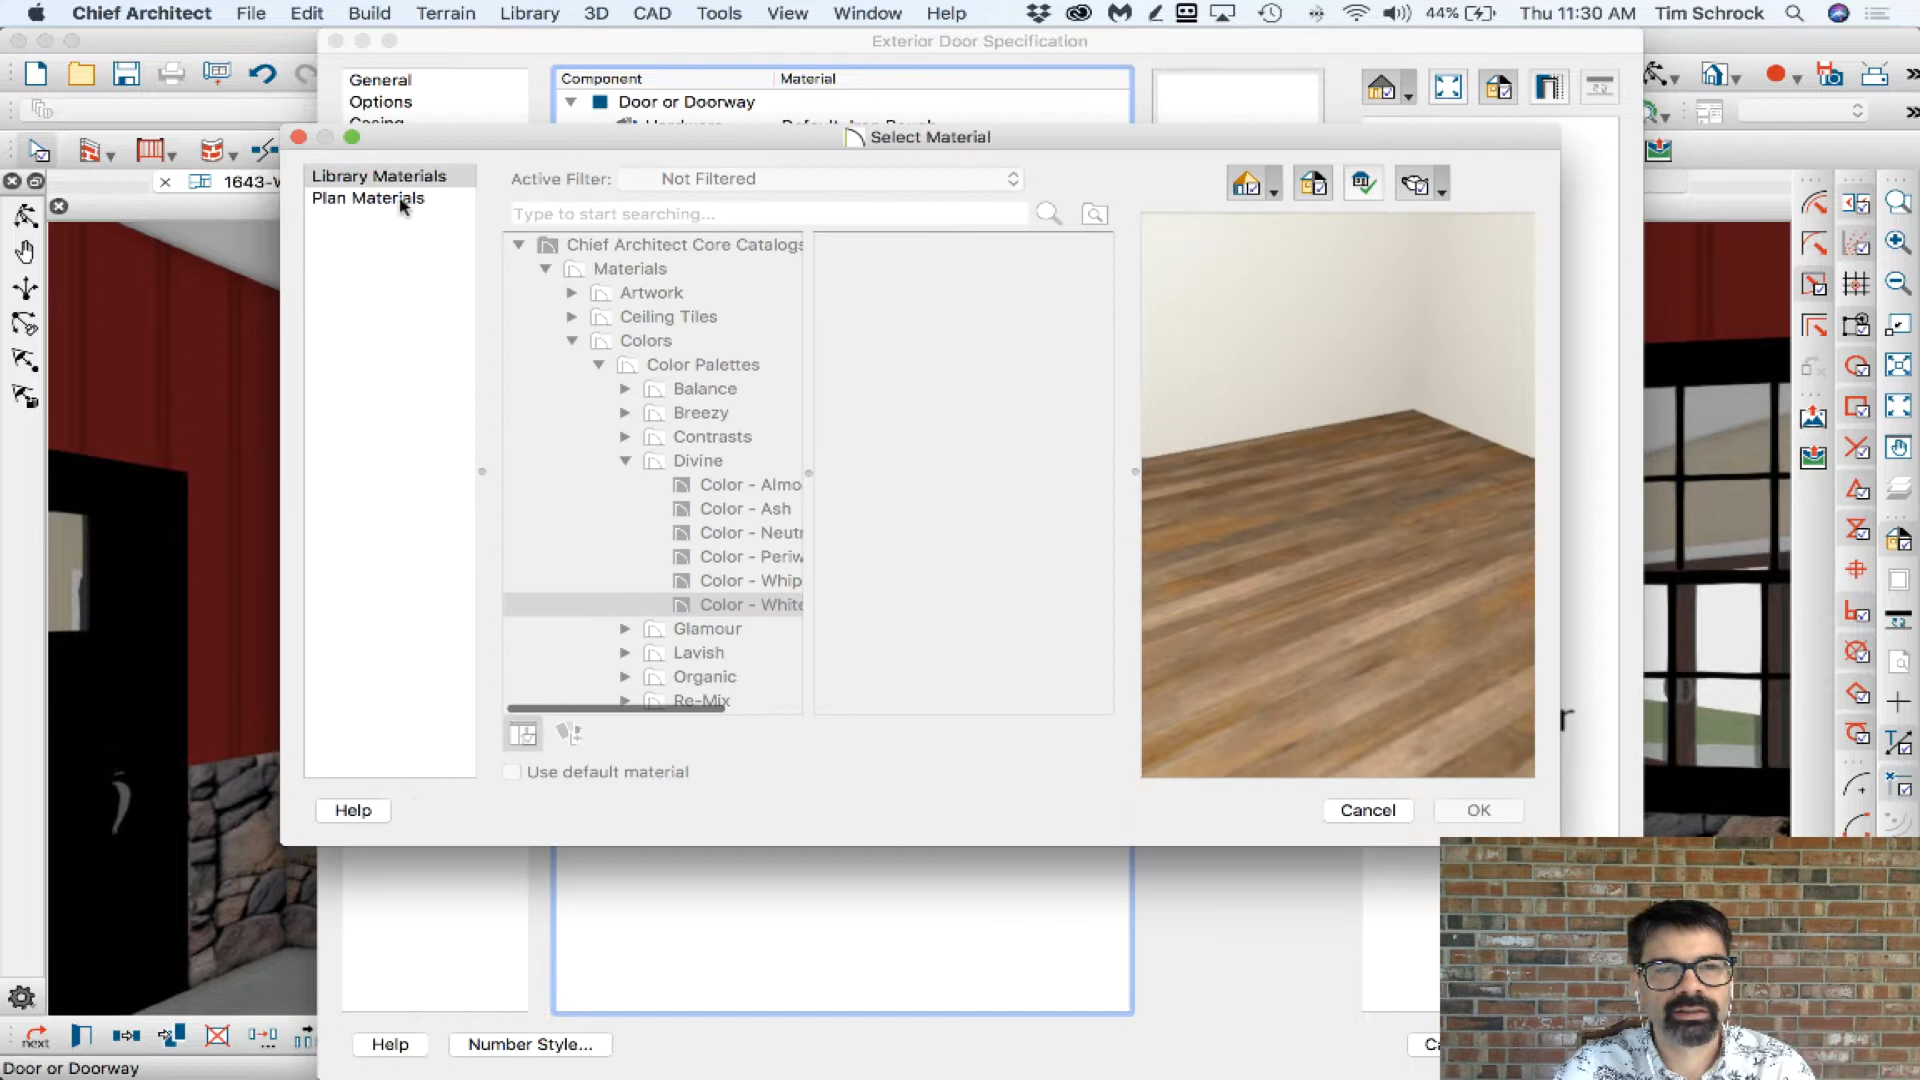 Chief Architect File Edit Build Terrain Library 3D CAD Tools View Window Help 44% Thu 11:30 AM Tim Schrock
Exterior Door Specification
General
Options
Casing
Component Material
Door or Doorway
Select Material
1643-
Library Materials
Plan Materials
Active Filter: Not Filtered
Type to start searching...
Chief Architect Core Catalogs
Materials
Artwork
Ceiling Tiles
Colors
Color Palettes
Balance
Breezy
Contrasts
Divine
Color - Almo
Color - Ash
Color - Neutr
Color - Periw
Color - Whip
Color - White
Glamour
Lavish
Organic
Re-Mix
Use default material
Help
Cancel
OK
next
Help
Number Style...
Door or Doorway